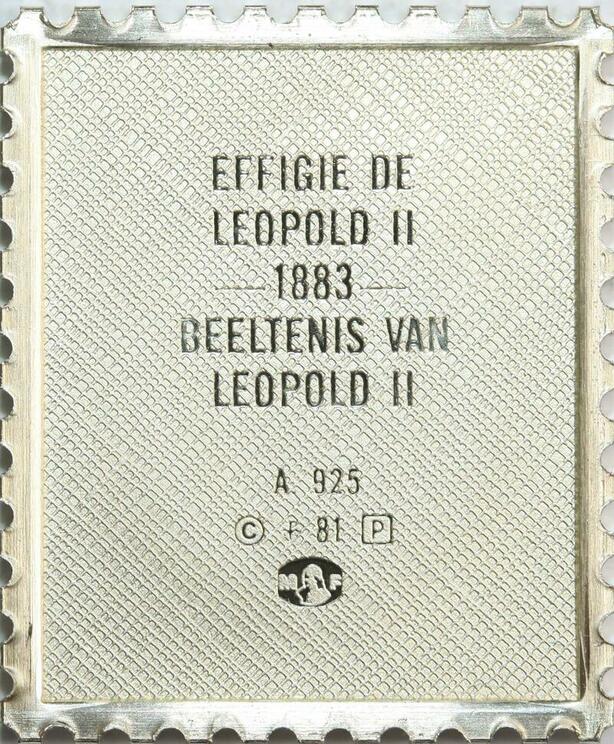 EFFIGIE DE
LEOPOLD II
1883
BEELTENIS VAN
LEOPOLD II
A. 925
© F 81 P
M F